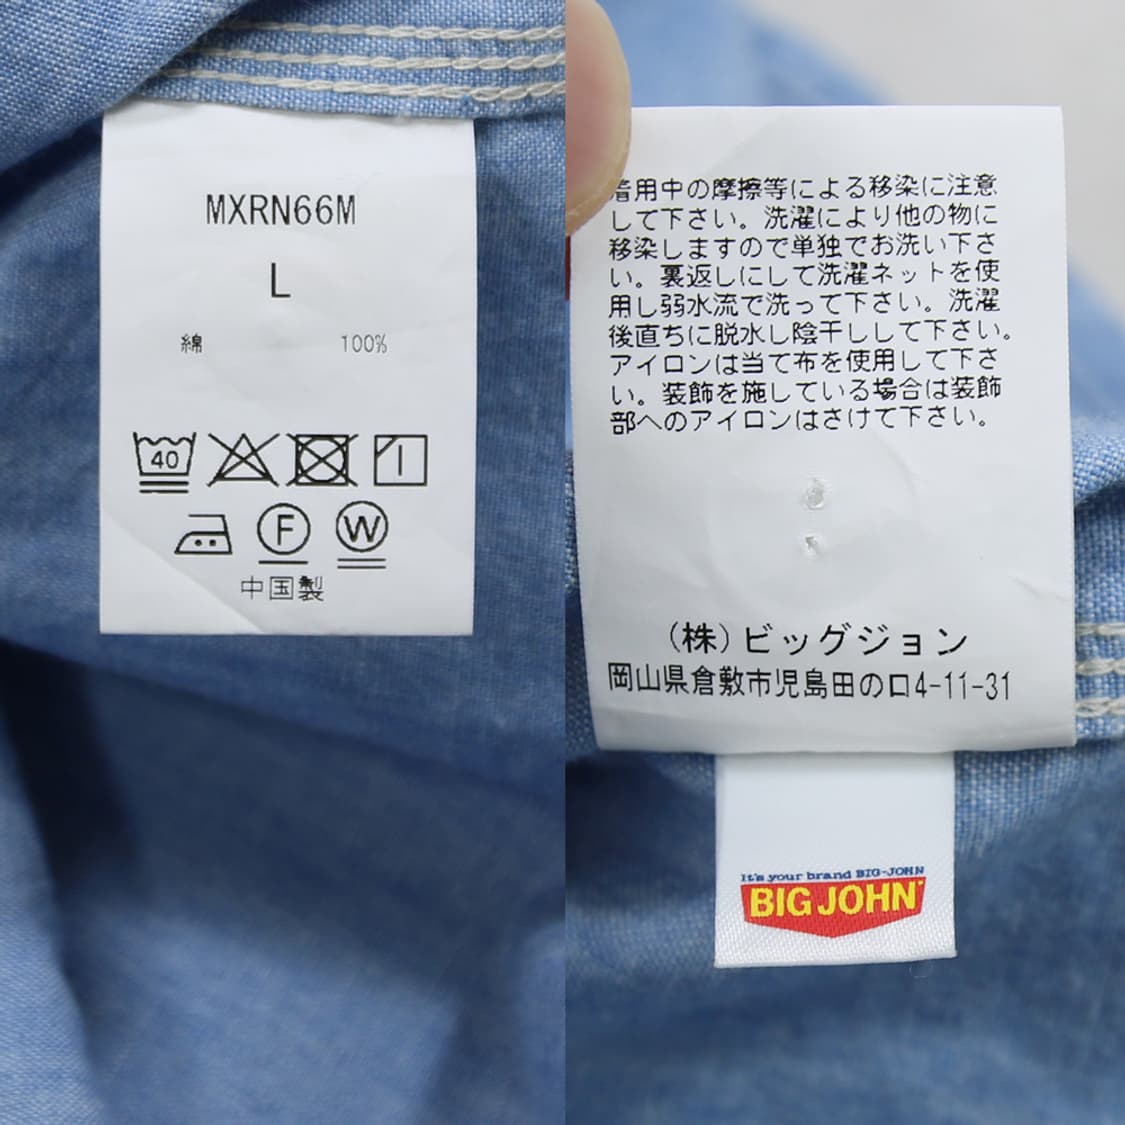 MXRN66M
L
綿 100%
40
F W
中国製
着用中の摩擦等による移染に注意
して下さい。洗濯により他の物に
移染しますので単独でお洗い下さ
い。裏返しにして洗濯ネットを使
用し弱水流で洗って下さい。洗濯
後直ちに脱水し陰干しして下さい。
アイロンは当て布を使用して下さ
い。装飾を施している場合は装飾
部へのアイロンはさけて下さい。
(株)ビッグジョン
岡山県倉敷市児島田の口4-11-31
It's your brand BIG-JOHN
BIG JOHN